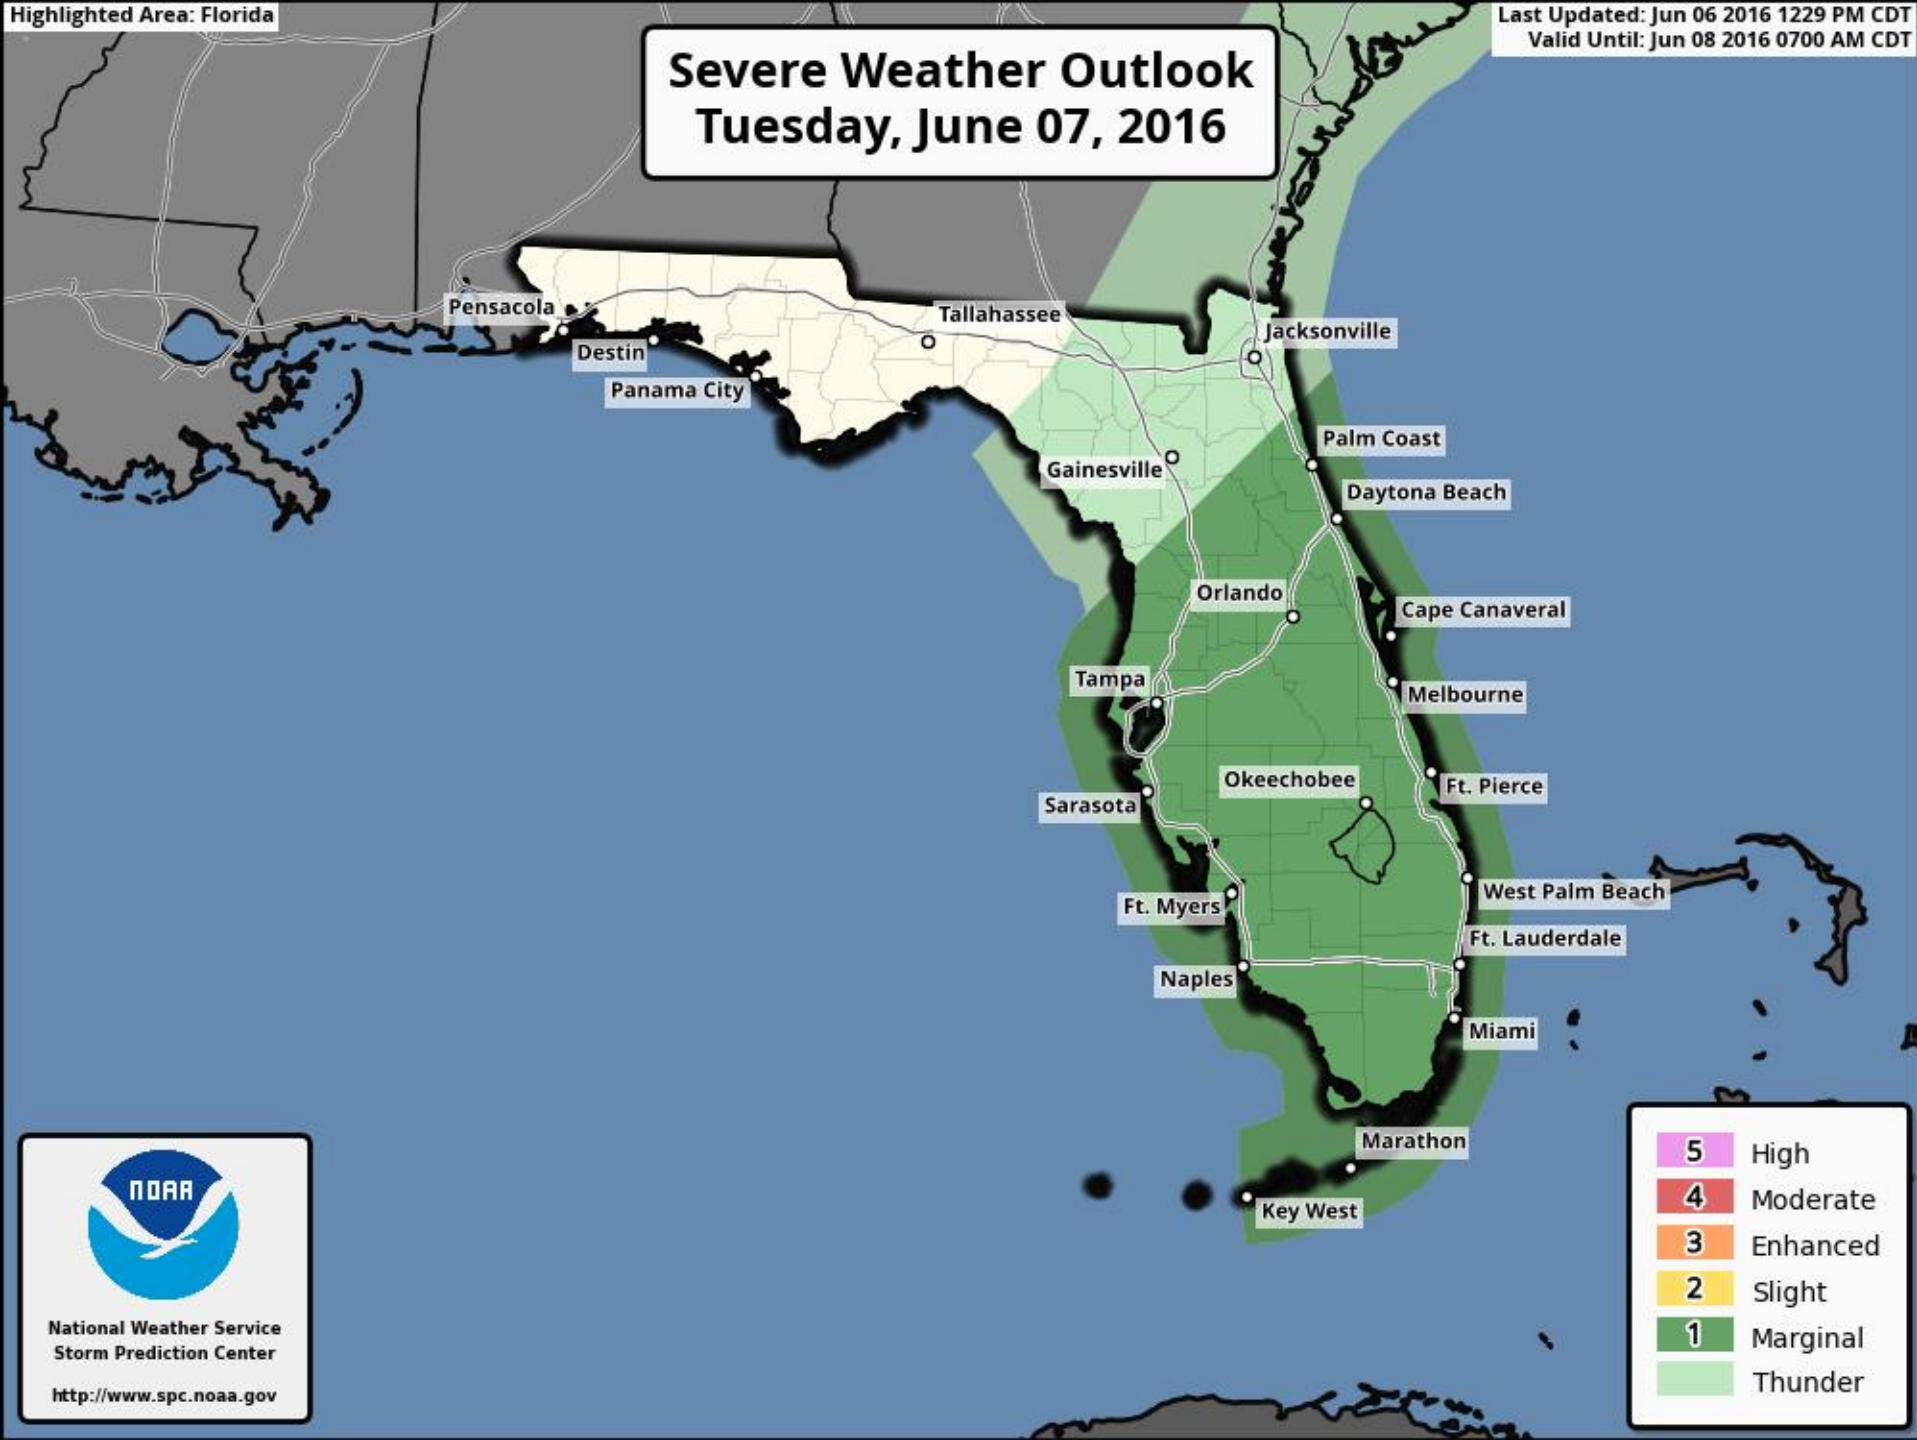 Highlighted Area: Florida
Last Updated: Jun 06 2016 1229 PM CDT
Valid Until: Jun 08 2016 0700 AM CDT
Severe Weather Outlook
Tuesday, June 07, 2016
Pensacola
Tallahassee
Jacksonville
Destin
Panama City
Palm Coast
Gainesville
Daytona Beach
Orlando
Cape Canaveral
Tampa
Melbourne
Okeechobee
Ft. Pierce
Sarasota
West Palm Beach
Ft. Myers
Ft. Lauderdale
Naples
Miami
Marathon
Key West
NOAA
National Weather Service
Storm Prediction Center
http://www.spc.noaa.gov
5 High
4 Moderate
3 Enhanced
2 Slight
1 Marginal
Thunder